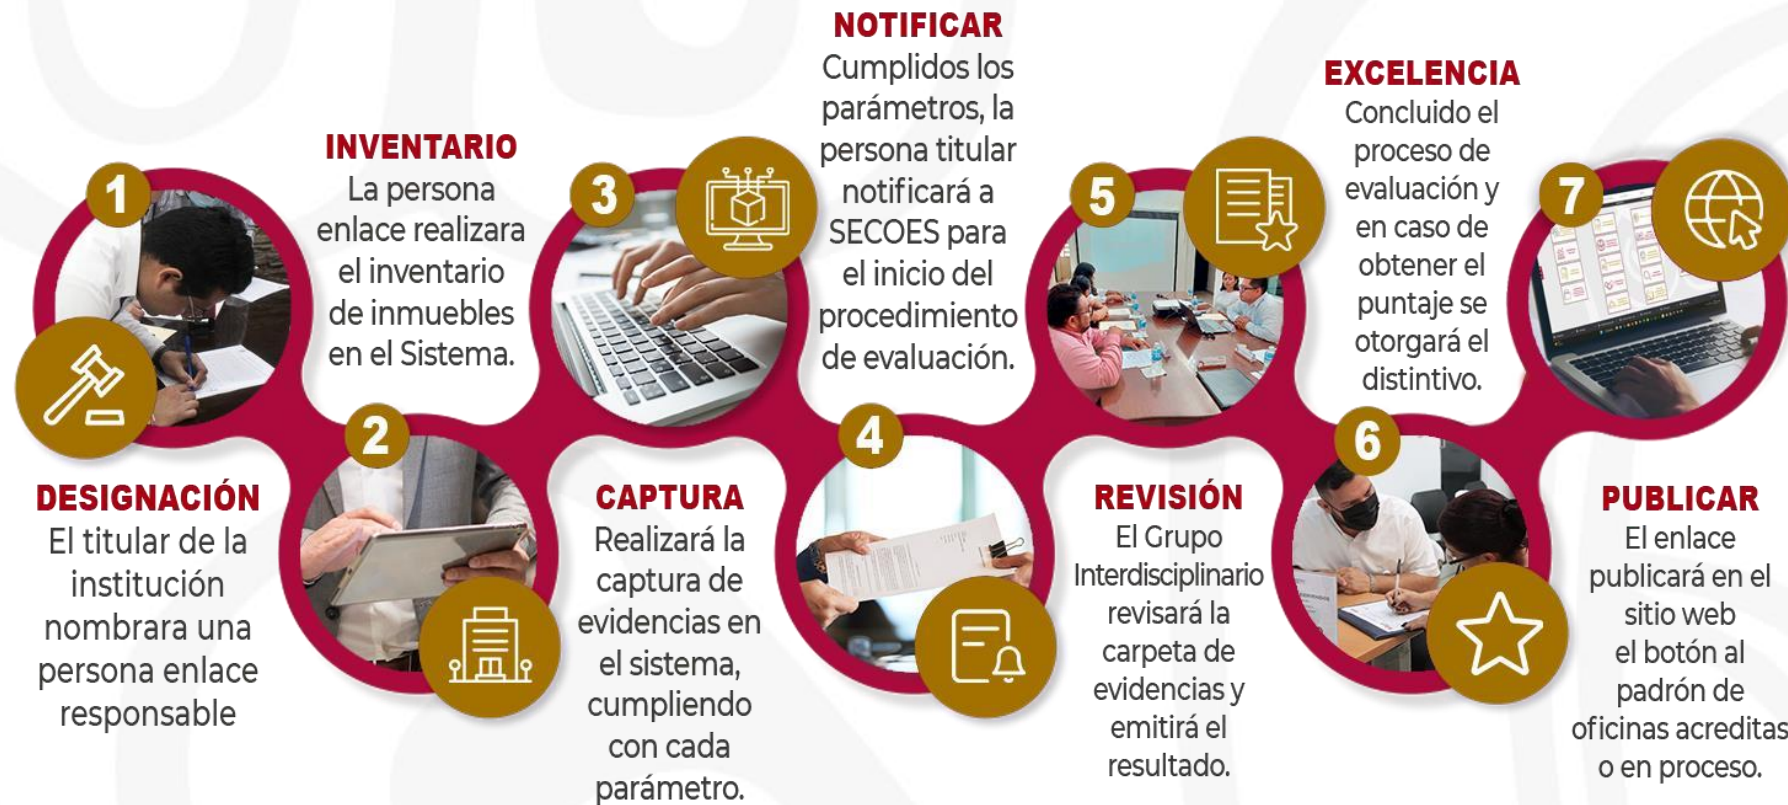 1
DESIGNACIÓN
El titular de la
institución
nombrara una
persona enlace
responsable
2
INVENTARIO
La persona
enlace realizara
el inventario
de inmuebles
en el Sistema.
3
CAPTURA
Realizará la
captura de
evidencias en
el sistema,
cumpliendo
con cada
parámetro.
4
NOTIFICAR
Cumplidos los
parámetros, la
persona titular
notificará a
SECOES para
el inicio del
procedimiento
de evaluación.
5
REVISIÓN
El Grupo
Interdisciplinario
revisará la
carpeta de
evidencias y
emitirá el
resultado.
6
EXCELENCIA
Concluido el
proceso de
evaluación y
en caso de
obtener el
puntaje se
otorgará el
distintivo.
7
PUBLICAR
El enlace
publicará en el
sitio web
el botón al
padrón de
oficinas acreditas
o en proceso.